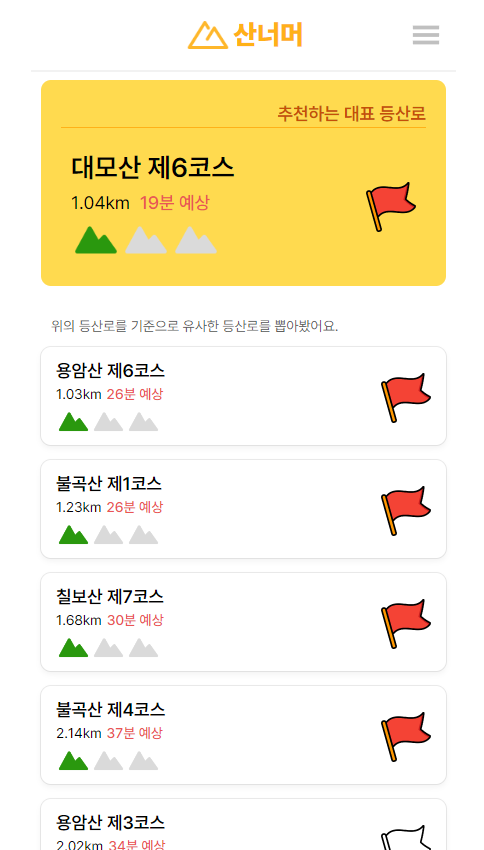 산너머
추천하는 대표 등산로
대모산 제6코스
1.04km 19분 예상
위의 등산로를 기준으로 유사한 등산로를 뽑아봤어요.
용암산 제6코스
1.03km 26분 예상
불곡산 제1코스
1.23km 26분 예상
칠보산 제7코스
1.68km 30분 예상
불곡산 제4코스
2.14km 37분 예상
용암산 제3코스
2.02km 34분 예상